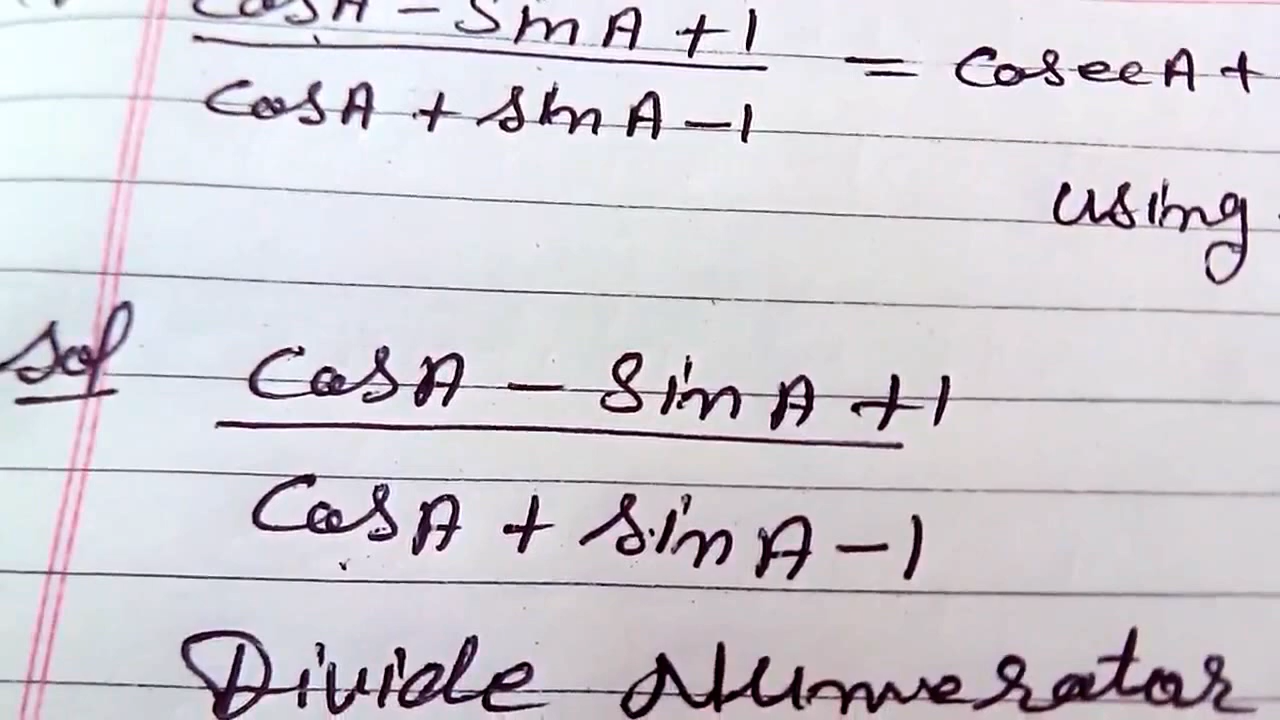 CosA - sinA + 1
CosA + sinA - 1
= CosecA +
using
Sol
CosA - sinA + 1
CosA + sinA - 1
Divide Numerator